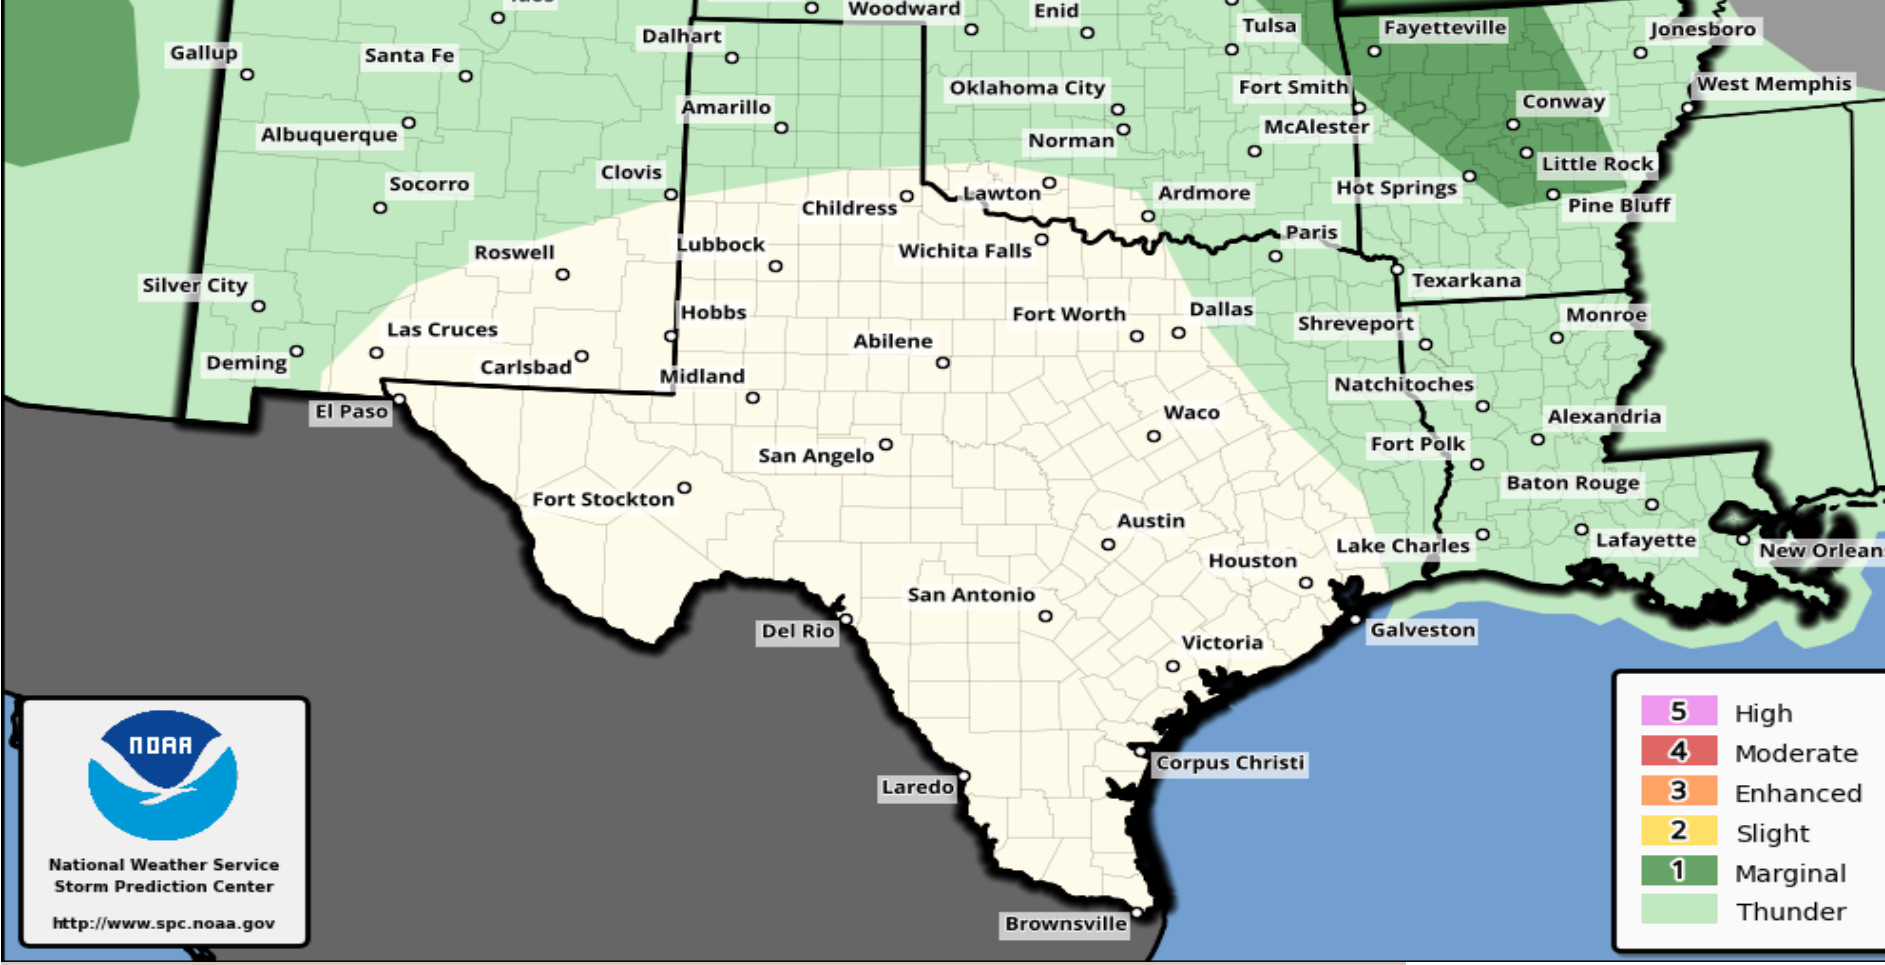 Woodward
Enid
Tulsa
Fayetteville
Jonesboro
Gallup
Santa Fe
Dalhart
Oklahoma City
Fort Smith
West Memphis
Amarillo
Conway
Albuquerque
Norman
McAlester
Little Rock
Socorro
Clovis
Childress
Lawton
Ardmore
Hot Springs
Pine Bluff
Roswell
Lubbock
Wichita Falls
Paris
Texarkana
Silver City
Las Cruces
Hobbs
Fort Worth
Dallas
Shreveport
Monroe
Deming
Carlsbad
Midland
Abilene
Natchitoches
El Paso
Waco
Alexandria
San Angelo
Fort Polk
Fort Stockton
Baton Rouge
Austin
Houston
Lake Charles
Lafayette
New Orleans
San Antonio
Del Rio
Victoria
Galveston
Corpus Christi
Laredo
Brownsville
NOAA
National Weather Service
Storm Prediction Center
http://www.spc.noaa.gov
5 High
4 Moderate
3 Enhanced
2 Slight
1 Marginal
Thunder